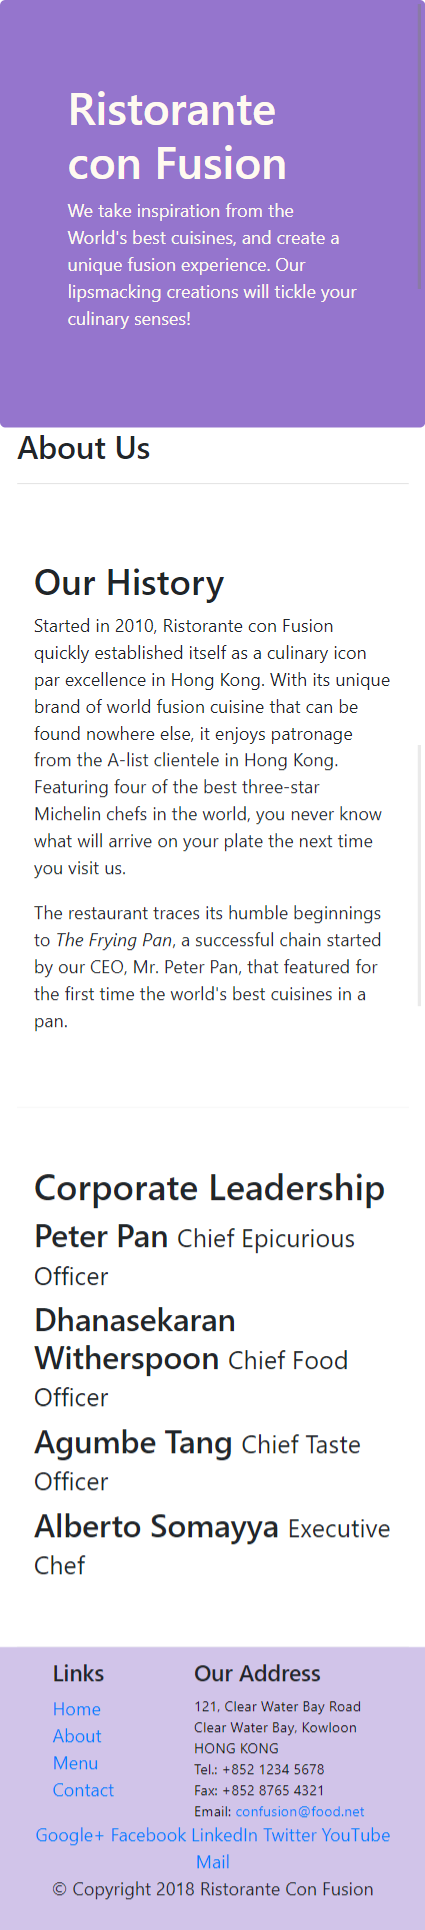 Ristorante
con Fusion
We take inspiration from the
World's best cuisines, and create a
unique fusion experience. Our
lipsmacking creations will tickle your
culinary senses!
About Us
Our History
Started in 2010, Ristorante con Fusion
quickly established itself as a culinary icon
par excellence in Hong Kong. With its unique
brand of world fusion cuisine that can be
found nowhere else, it enjoys patronage
from the A-list clientele in Hong Kong.
Featuring four of the best three-star
Michelin chefs in the world, you never know
what will arrive on your plate the next time
you visit us.
The restaurant traces its humble beginnings
to The Frying Pan, a successful chain started
by our CEO, Mr. Peter Pan, that featured for
the first time the world's best cuisines in a
pan.
Corporate Leadership
Peter Pan Chief Epicurious
Officer
Dhanasekaran
Witherspoon Chief Food
Officer
Agumbe Tang Chief Taste
Officer
Alberto Somayya Executive
Chef
Links
Home
About
Menu
Contact
Our Address
121, Clear Water Bay Road
Clear Water Bay, Kowloon
HONG KONG
Tel.: +852 1234 5678
Fax: +852 8765 4321
Email: confusion@food.net
Google+ Facebook LinkedIn Twitter YouTube
Mail
© Copyright 2018 Ristorante Con Fusion